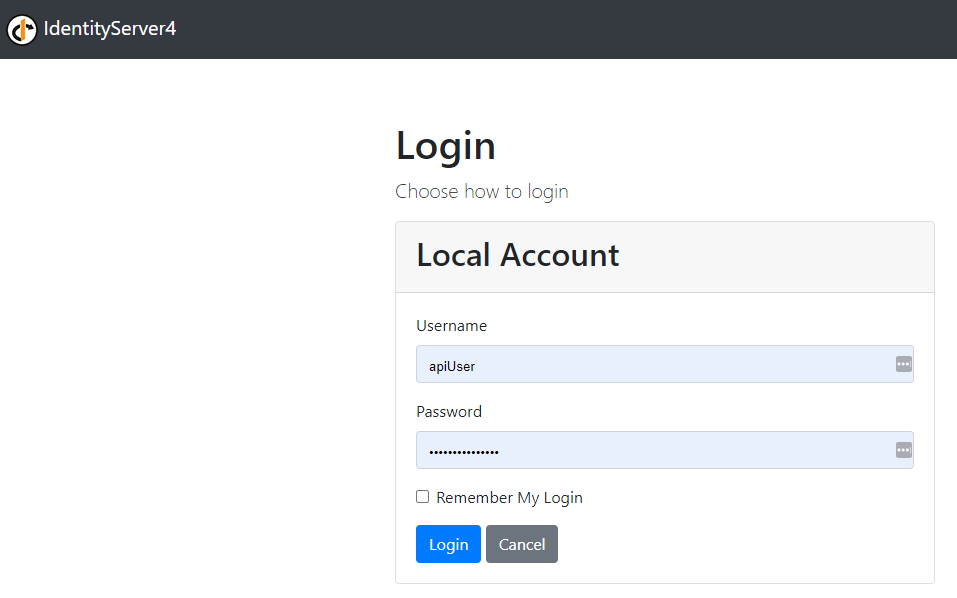 IdentityServer4
Login
Choose how to login
Local Account
Username
apiUser
Password
•••••••••••••••
Remember My Login
Login Cancel